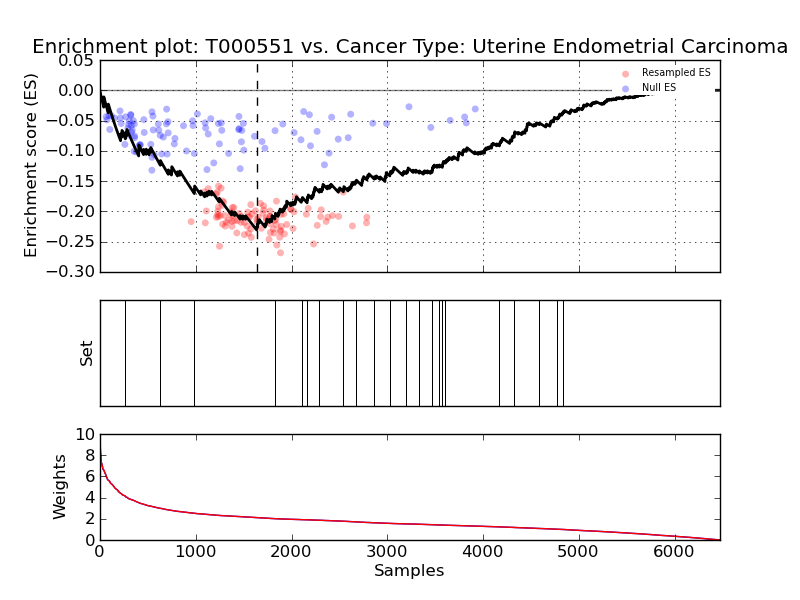 Enrichment plot: T000551 vs. Cancer Type: Uterine Endometrial Carcinoma
0.05
0.00
−0.05
−0.10
−0.15
−0.20
−0.25
−0.30
Enrichment score (ES)
Resampled ES
Null ES
Set
10
8
6
4
2
0
Weights
0 1000 2000 3000 4000 5000 6000
Samples